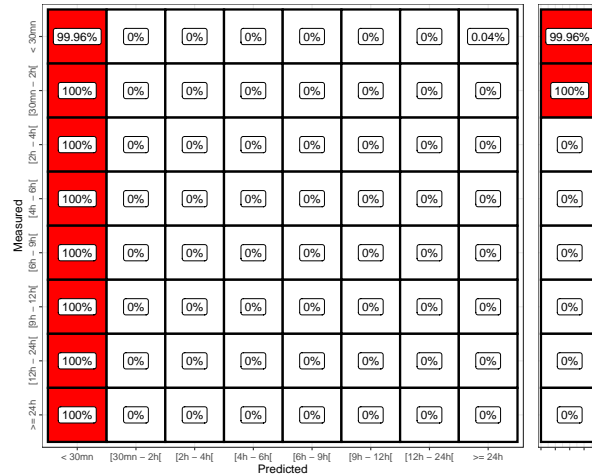 < 30mn 99.96% 0% 0% 0% 0% 0% 0% 0.04% 99.96%
[30mn − 2h[ 100% 0% 0% 0% 0% 0% 0% 0% 100%
[2h − 4h[ 100% 0% 0% 0% 0% 0% 0% 0% 0%
[4h − 6h[ 100% 0% 0% 0% 0% 0% 0% 0% 0%
Measured
[6h − 9h[ 100% 0% 0% 0% 0% 0% 0% 0% 0%
[9h − 12h[ 100% 0% 0% 0% 0% 0% 0% 0% 0%
[12h − 24h[ 100% 0% 0% 0% 0% 0% 0% 0% 0%
>= 24h 100% 0% 0% 0% 0% 0% 0% 0% 0%
< 30mn [30mn − 2h[ [2h − 4h[ [4h − 6h[ [6h − 9h[ [9h − 12h[ [12h − 24h[ >= 24h
Predicted